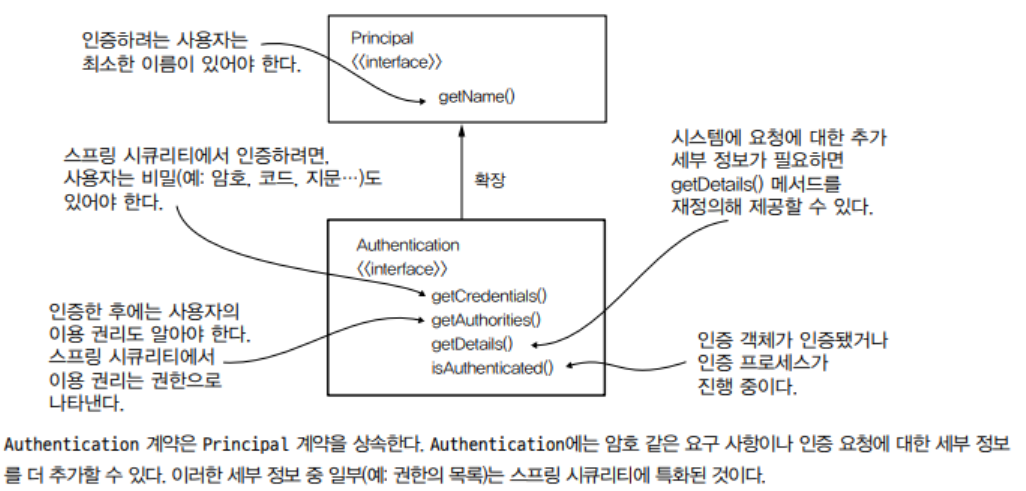 인증하려는 사용자는
최소한 이름이 있어야 한다.
Principal
《interface》
getName()
스프링 시큐리티에서 인증하려면,
사용자는 비밀(예: 암호, 코드, 지문…)도
있어야 한다.
확장
시스템에 요청에 대한 추가
세부 정보가 필요하면
getDetails() 메서드를
재정의해 제공할 수 있다.
Authentication
《interface》
getCredentials()
getAuthorities()
getDetails()
isAuthenticated()
인증한 후에는 사용자의
이용 권리도 알아야 한다.
스프링 시큐리티에서
이용 권리는 권한으로
나타낸다.
인증 객체가 인증됐거나
인증 프로세스가
진행 중이다.
Authentication 계약은 Principal 계약을 상속한다. Authentication에는 암호 같은 요구 사항이나 인증 요청에 대한 세부 정보
를 더 추가할 수 있다. 이러한 세부 정보 중 일부(예: 권한의 목록)는 스프링 시큐리티에 특화된 것이다.